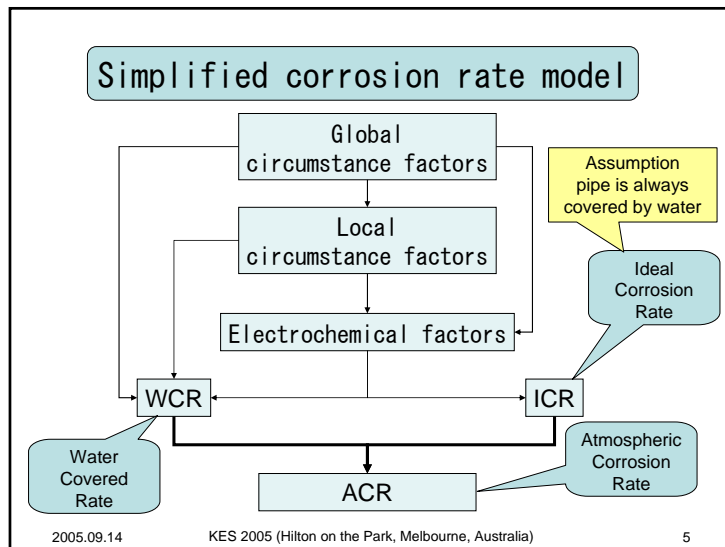 Simplified corrosion rate model
Global
circumstance factors
Assumption
pipe is always
covered by water
Local
circumstance factors
Ideal
Corrosion
Rate
Electrochemical factors
WCR
ICR
Water
Covered
Rate
Atmospheric
Corrosion
Rate
ACR
2005.09.14
KES 2005 (Hilton on the Park, Melbourne, Australia)
5